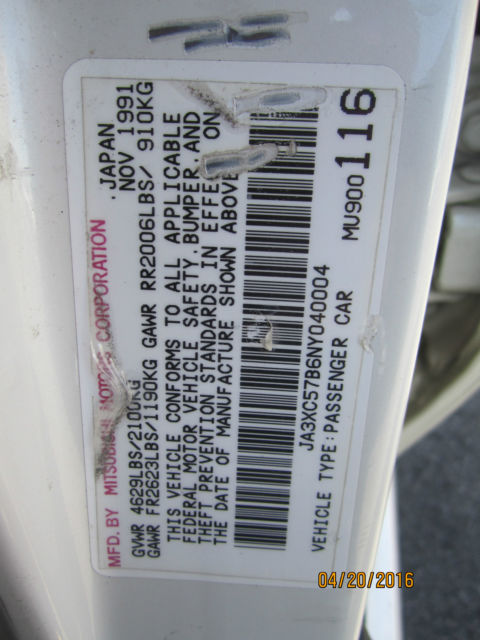 MFD. BY MITSUBISHI MOTORS CORPORATION JAPAN
NOV 1991
GVWR 4629LBS/2100KG
GAWR FR2623LBS/1190KG GAWR RR2006LBS/ 910KG
THIS VEHICLE CONFORMS TO ALL APPLICABLE
FEDERAL MOTOR VEHICLE SAFETY, BUMPER, AND
THEFT PREVENTION STANDARDS IN EFFECT ON
THE DATE OF MANUFACTURE SHOWN ABOVE
JA3XC57B6NY040004
VEHICLE TYPE:PASSENGER CAR
MU900 116
04/20/2016